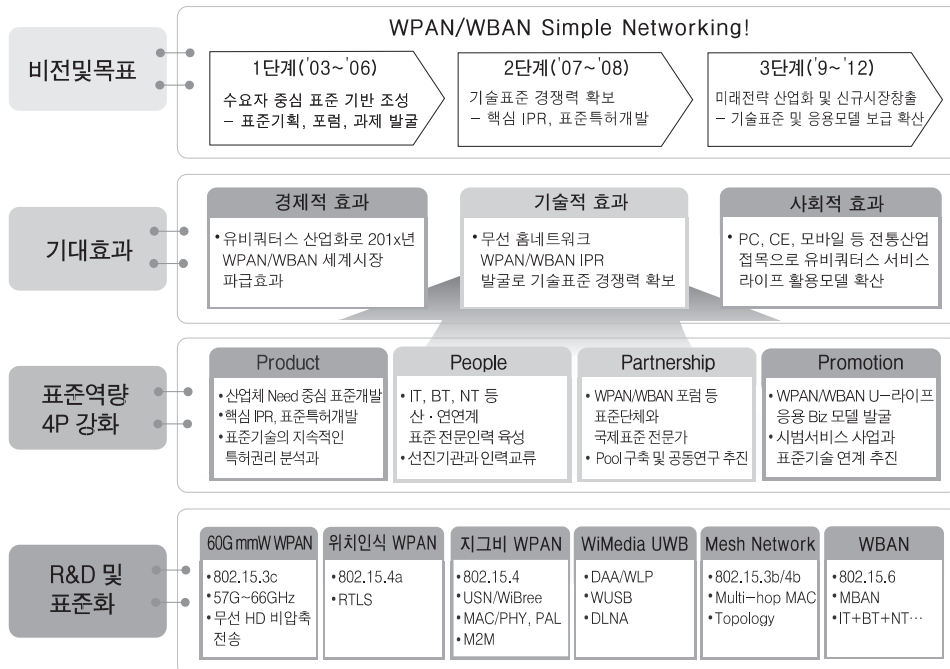 WPAN/WBAN Simple Networking!
비전및목표
1단계('03~'06)
수요자 중심 표준 기반 조성
– 표준기획, 포럼, 과제 발굴
2단계('07~'08)
기술표준 경쟁력 확보
– 핵심 IPR, 표준특허개발
3단계('9~'12)
미래전략 산업화 및 신규시장창출
– 기술표준 및 응용모델 보급 확산
기대효과
경제적 효과
• 유비쿼터스 산업화로 201x년
WPAN/WBAN 세계시장
파급효과
기술적 효과
• 무선 홈네트워크
WPAN/WBAN IPR
발굴로 기술표준 경쟁력 확보
사회적 효과
• PC, CE, 모바일 등 전통산업
접목으로 유비쿼터스 서비스
라이프 활용모델 확산
표준역량
4P 강화
Product
• 산업체 Need 중심 표준개발
• 핵심 IPR, 표준특허개발
• 표준기술의 지속적인
특허권리 분석과
People
• IT, BT, NT 등
산·연연계
표준 전문인력 육성
• 선진기관과 인력교류
Partnership
• WPAN/WBAN 포럼 등
표준단체와
국제표준 전문가
• Pool 구축 및 공동연구 추진
Promotion
• WPAN/WBAN U-라이프
응용 Biz 모델 발굴
• 시범서비스 사업과
표준기술 연계 추진
R&D 및
표준화
60G mmW WPAN
• 802.15.3c
• 57G~66GHz
• 무선 HD 비압축
전송
위치인식 WPAN
• 802.15.4a
• RTLS
지그비 WPAN
• 802.15.4
• USN/WiBree
• MAC/PHY, PAL
• M2M
WiMedia UWB
• DAA/WLP
• WUSB
• DLNA
Mesh Network
• 802.15.3b/4b
• Multi-hop MAC
• Topology
WBAN
• 802.15.6
• MBAN
• IT+BT+NT…